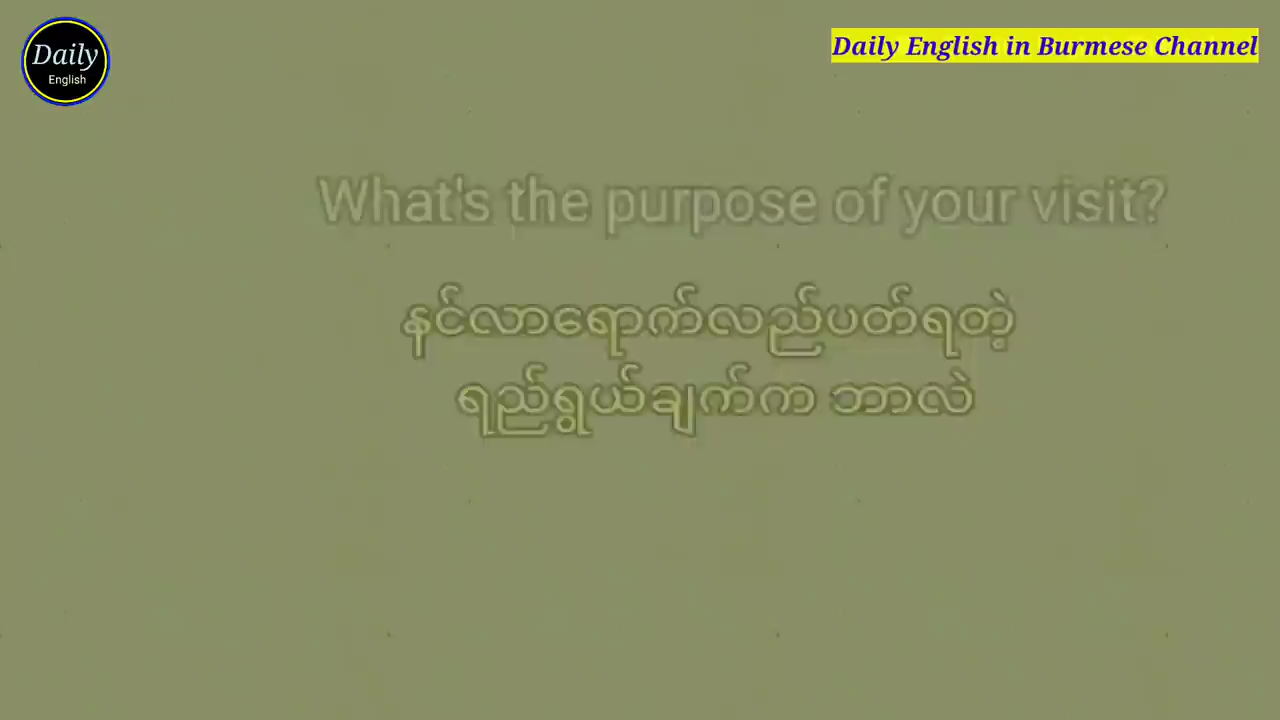 Daily
English
Daily English in Burmese Channel
What's the purpose of your visit?
နင်လာရောက်လည်ပတ်ရတဲ့
ရည်ရွယ်ချက်က ဘာလဲ